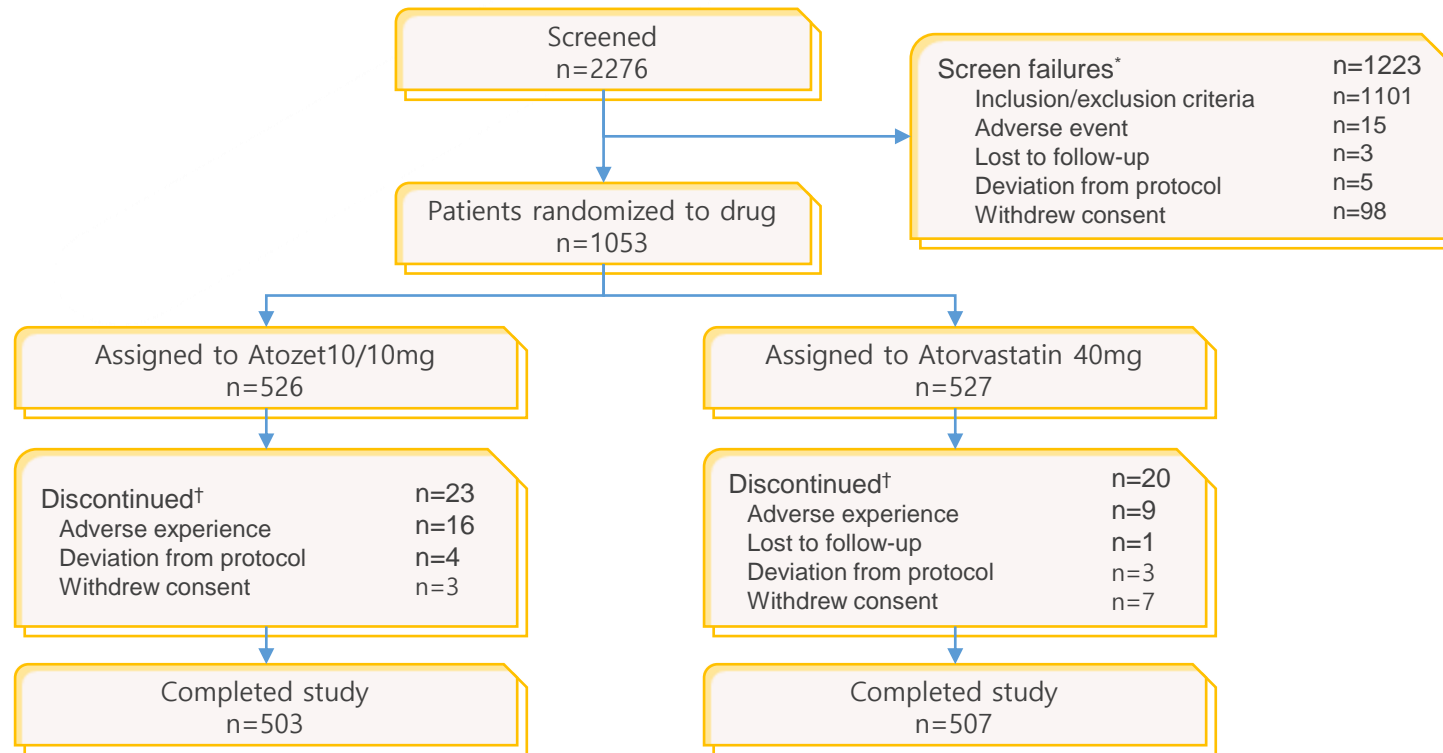 Screened
n=2276
Screen failures* n=1223
Inclusion/exclusion criteria n=1101
Adverse event n=15
Lost to follow-up n=3
Deviation from protocol n=5
Withdrew consent n=98
Patients randomized to drug
n=1053
Assigned to Atozet10/10mg
n=526
Assigned to Atorvastatin 40mg
n=527
Discontinued† n=23
Adverse experience n=16
Deviation from protocol n=4
Withdrew consent n=3
Discontinued† n=20
Adverse experience n=9
Lost to follow-up n=1
Deviation from protocol n=3
Withdrew consent n=7
Completed study
n=503
Completed study
n=507